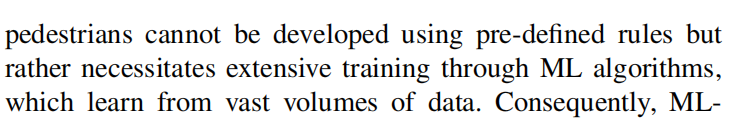 pedestrians cannot be developed using pre-defined rules but
rather necessitates extensive training through ML algorithms,
which learn from vast volumes of data. Consequently, ML-